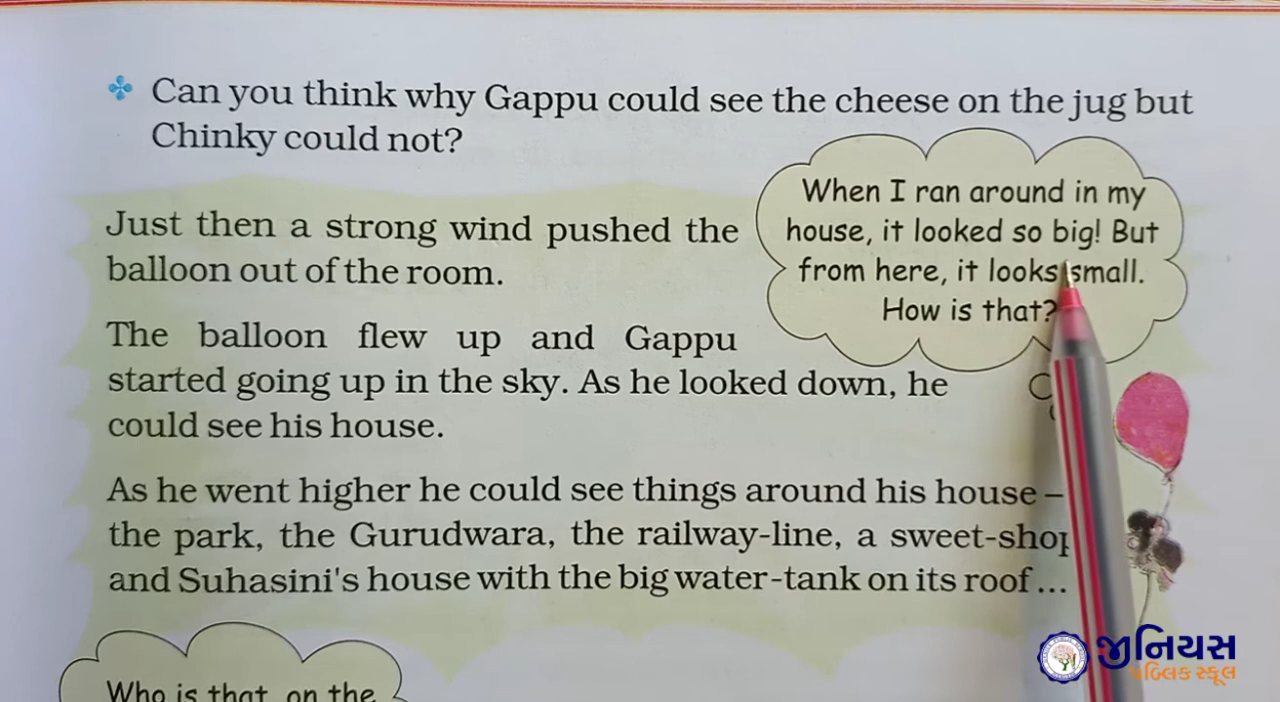 Can you think why Gappu could see the cheese on the jug but
Chinky could not?
When I ran around in my
house, it looked so big! But
from here, it looks small.
How is that?
Just then a strong wind pushed the
balloon out of the room.
The balloon flew up and Gappu
started going up in the sky. As he looked down, he
could see his house.
As he went higher he could see things around his house –
the park, the Gurudwara, the railway-line, a sweet-shop
and Suhasini's house with the big water-tank on its roof...
Who is that, on the
જીનિયસ
પબ્લિક સ્કૂલ